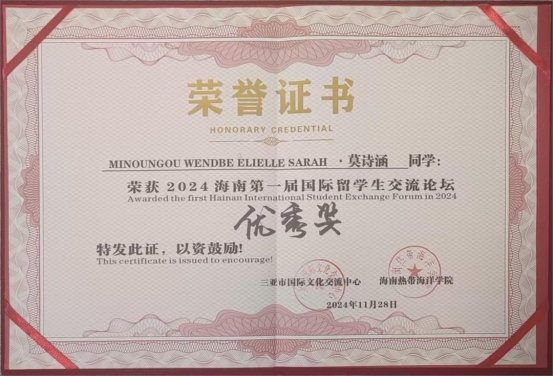 荣誉证书
HONORARY CREDENTIAL
MINOUNGOU WENDBE ELIELLE SARAH ·莫诗涵 同学:
荣获2024海南第一届国际留学生交流论坛
Awarded the first Hainan International Student Exchange Forum in 2024
优秀奖
特发此证，以资鼓励!
This certificate is issued to encourage!
三亚市国际文化交流中心 海南热带海洋学院
2024年11月28日